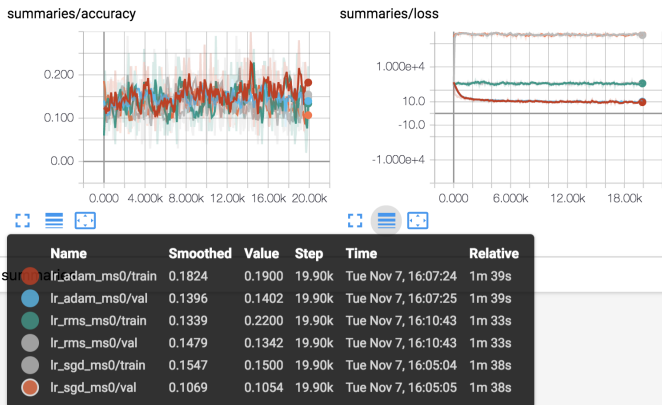 summaries/accuracy
summaries/loss
0.200
0.100
0.00
0.000 4.000k 8.000k 12.00k 16.00k 20.00k
1.000e+4
10.0
-10.0
-1.000e+4
0.000 6.000k 12.00k 18.00k
Name Smoothed Value Step Time Relative
lr_adam_ms0/train 0.1824 0.1900 19.90k Tue Nov 7, 16:07:24 1m 39s
lr_adam_ms0/val 0.1396 0.1402 19.90k Tue Nov 7, 16:07:25 1m 39s
lr_rms_ms0/train 0.1339 0.2200 19.90k Tue Nov 7, 16:10:43 1m 33s
lr_rms_ms0/val 0.1479 0.1342 19.90k Tue Nov 7, 16:10:43 1m 33s
lr_sgd_ms0/train 0.1547 0.1500 19.90k Tue Nov 7, 16:05:04 1m 38s
lr_sgd_ms0/val 0.1069 0.1054 19.90k Tue Nov 7, 16:05:05 1m 38s